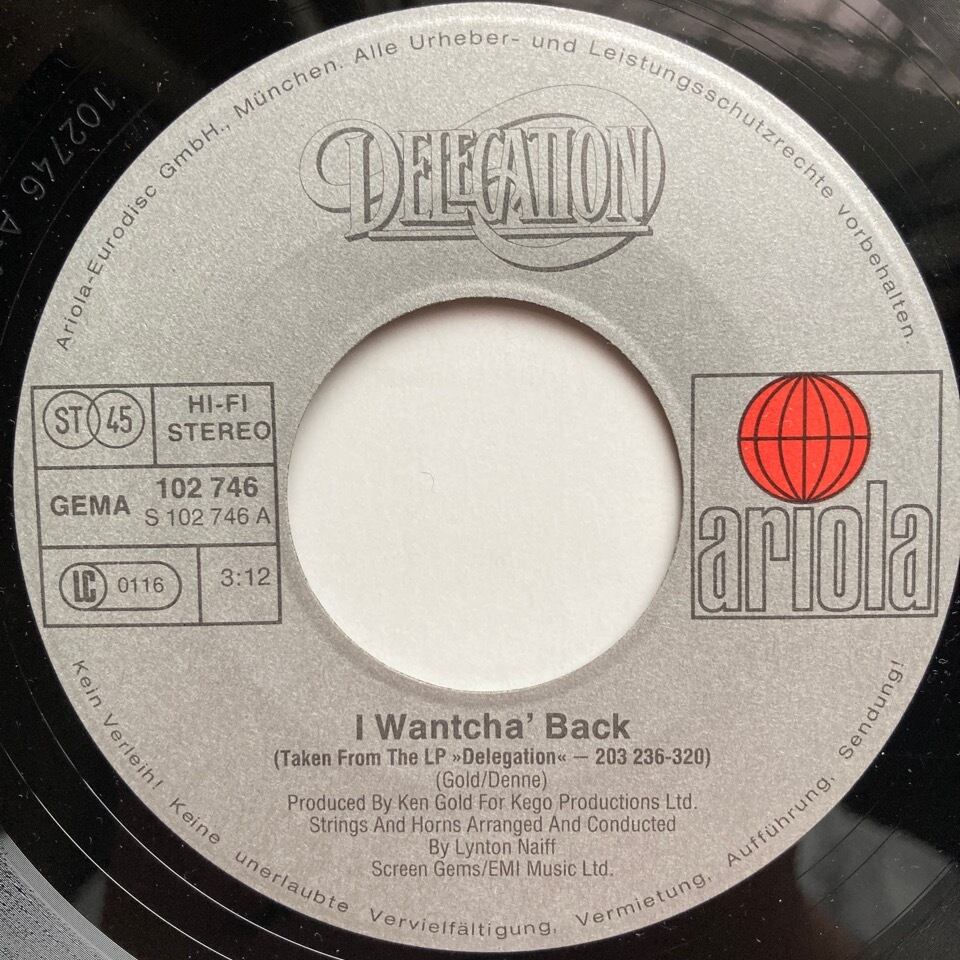 Ariola-Eurodisc GmbH., München. Alle Urheber- und Leistungsschutzrechte vorbehalten.
DELEGATION
102746 A
ST 45
HI-FI
STEREO
GEMA
102 746
S 102 746 A
LC 0116
3:12
ariola
I Wantcha' Back
(Taken From The LP »Delegation« — 203 236-320)
(Gold/Denne)
Produced By Ken Gold For Kego Productions Ltd.
Strings And Horns Arranged And Conducted
By Lynton Naiff
Screen Gems/EMI Music Ltd.
Kein Verleih! Keine unerlaubte Vervielfältigung, Vermietung, Aufführung, Sendung!